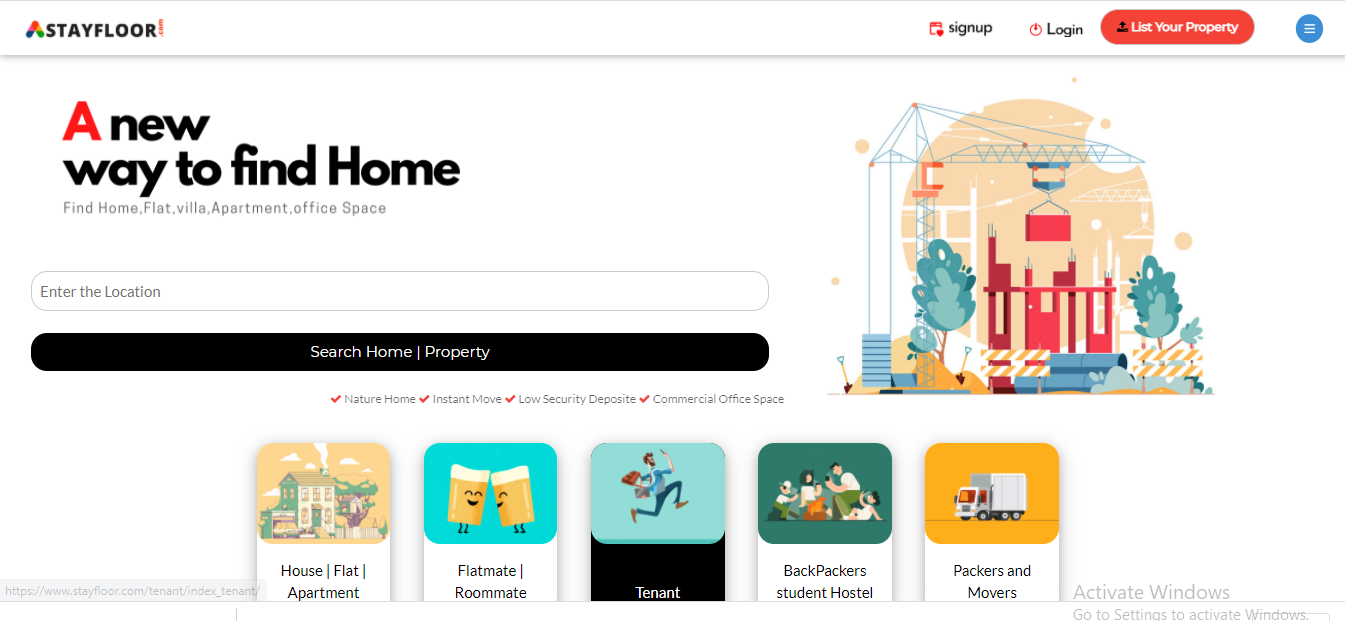 ASTAYFLOOR.com
signup
Login
List Your Property
A new
way to find Home
Find Home,Flat,villa,Apartment,office Space
Enter the Location
Search Home | Property
Nature Home Instant Move Low Security Deposite Commercial Office Space
House | Flat |
Apartment
Flatmate |
Roommate
Tenant
BackPackers
student Hostel
Packers and
Movers
https://www.stayfloor.com/tenant/index_tenant/
Activate Windows
Go to Settings to activate Windows.